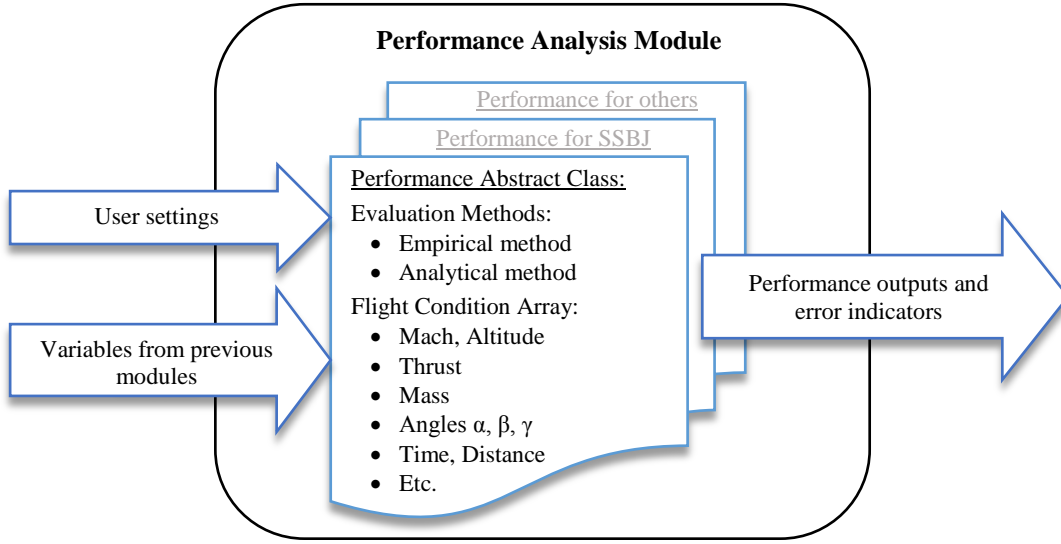 Performance Analysis Module
Performance for others
Performance for SSBJ
Performance Abstract Class:
Evaluation Methods:
• Empirical method
• Analytical method
Flight Condition Array:
• Mach, Altitude
• Thrust
• Mass
• Angles α, β, γ
• Time, Distance
• Etc.
User settings
Variables from previous
modules
Performance outputs and
error indicators